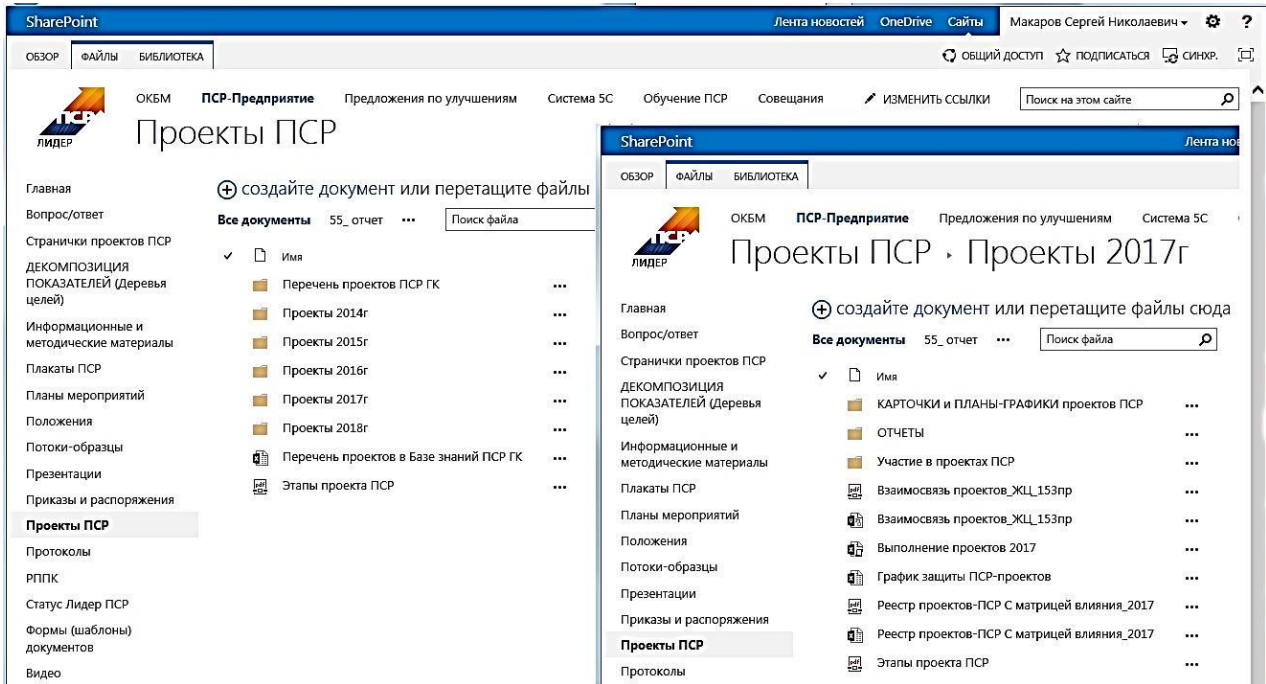 SharePoint
Лента новостей OneDrive Сайты Макаров Сергей Николаевич ?
ОБЗОР ФАЙЛЫ БИБЛИОТЕКА
ОБЩИЙ ДОСТУП ПОДПИСАТЬСЯ СИНХР.
ПСР
ЛИДЕР
ОКБМ ПСР-Предприятие Предложения по улучшениям Система 5С Обучение ПСР Совещания ИЗМЕНИТЬ ССЫЛКИ Поиск на этом сайте
Проекты ПСР
Главная
Вопрос/ответ
Странички проектов ПСР
ДЕКОМПОЗИЦИЯ
ПОКАЗАТЕЛЕЙ (Деревья
целей)
Информационные и
методические материалы
Плакаты ПСР
Планы мероприятий
Положения
Потоки-образцы
Презентации
Приказы и распоряжения
Проекты ПСР
Протоколы
РППК
Статус Лидер ПСР
Формы (шаблоны)
документов
Видео
создайте документ или перетащите файлы
Все документы 55_ отчет ••• Поиск файла
Имя
Перечень проектов ПСР ГК •••
Проекты 2014г •••
Проекты 2015г •••
Проекты 2016г •••
Проекты 2017г •••
Проекты 2018г •••
Перечень проектов в Базе знаний ПСР ГК •••
Этапы проекта ПСР •••
SharePoint
Лента нов
ОБЗОР ФАЙЛЫ БИБЛИОТЕКА
ПСР
ЛИДЕР
ОКБМ ПСР-Предприятие Предложения по улучшениям Система 5С
Проекты ПСР ▸ Проекты 2017г
Главная
Вопрос/ответ
Странички проектов ПСР
ДЕКОМПОЗИЦИЯ
ПОКАЗАТЕЛЕЙ (Деревья
целей)
Информационные и
методические материалы
Плакаты ПСР
Планы мероприятий
Положения
Потоки-образцы
Презентации
Приказы и распоряжения
Проекты ПСР
Протоколы
создайте документ или перетащите файлы сюда
Все документы 55_ отчет ••• Поиск файла
Имя
КАРТОЧКИ и ПЛАНЫ-ГРАФИКИ проектов ПСР •••
ОТЧЕТЫ •••
Участие в проектах ПСР •••
Взаимосвязь проектов_ЖЦ_153пр •••
Взаимосвязь проектов_ЖЦ_153пр •••
Выполнение проектов 2017 •••
График защиты ПСР-проектов •••
Реестр проектов-ПСР С матрицей влияния_2017 •••
Реестр проектов-ПСР С матрицей влияния_2017 •••
Этапы проекта ПСР •••